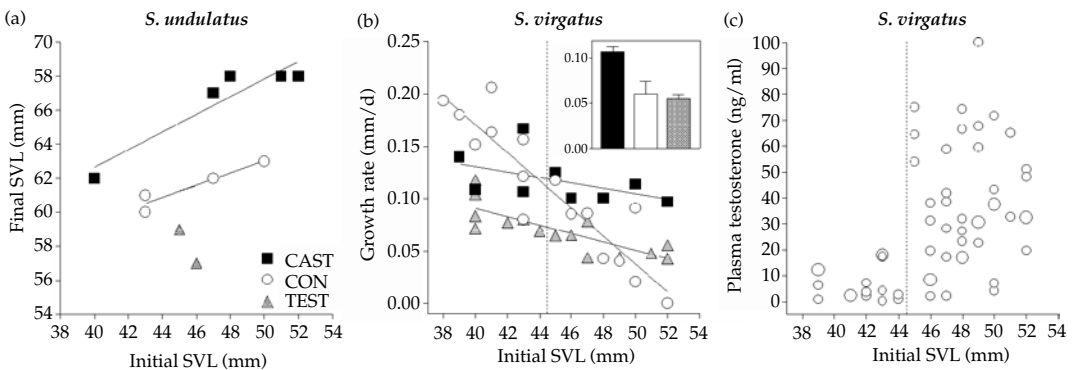 (a)
S. undulatus
Final SVL (mm)
70
68
66
64
62
60
58
56
54
40 42 44 46 48 50 52 54
Initial SVL (mm)
CAST
CON
TEST
(b)
S. virgatus
Growth rate (mm/d)
0.25
0.20
0.15
0.10
0.05
0.00
0.10
0.05
0.00
38 40 42 44 46 48 50 52 54
Initial SVL (mm)
(c)
S. virgatus
Plasma testosterone (ng/ml)
100
90
80
70
60
50
40
30
20
10
0
38 40 42 44 46 48 50 52 54
Initial SVL (mm)